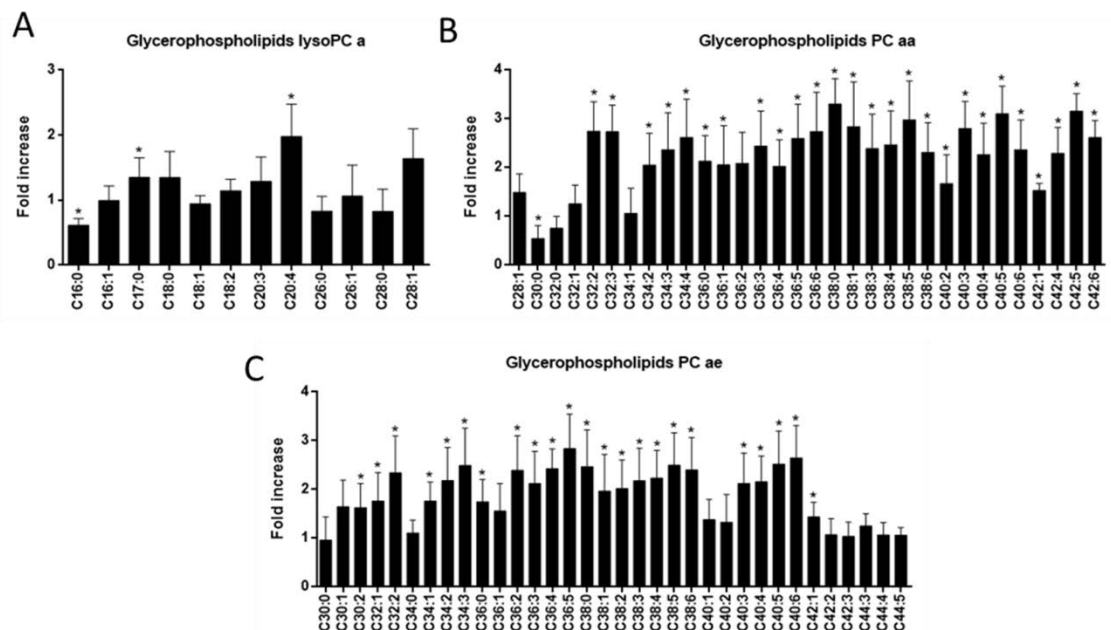 A
Glycerophospholipids lysoPC a
Fold increase
3
2
1
0
* * *
C16:0 C16:1 C17:0 C18:0 C18:1 C18:2 C20:3 C20:4 C26:0 C26:1 C28:0 C28:1
B
Glycerophospholipids PC aa
Fold increase
4
3
2
1
0
* * * * * * * * * * * * * * * * * * * * * * * * *
C28:1 C30:0 C32:0 C32:1 C32:2 C32:3 C34:1 C34:2 C34:3 C34:4 C36:0 C36:1 C36:2 C36:3 C36:4 C36:5 C36:6 C38:0 C38:1 C38:3 C38:4 C38:5 C38:6 C40:2 C40:3 C40:4 C40:5 C40:6 C42:1 C42:4 C42:5 C42:6
C
Glycerophospholipids PC ae
Fold increase
4
3
2
1
0
* * * * * * * * * * * * * * * * * * * * * * *
C30:0 C30:1 C30:2 C32:1 C32:2 C34:0 C34:1 C34:2 C34:3 C36:0 C36:1 C36:2 C36:3 C36:4 C36:5 C38:0 C38:1 C38:2 C38:3 C38:4 C38:5 C38:6 C40:1 C40:2 C40:3 C40:4 C40:5 C40:6 C42:1 C42:2 C42:3 C44:3 C44:4 C44:5